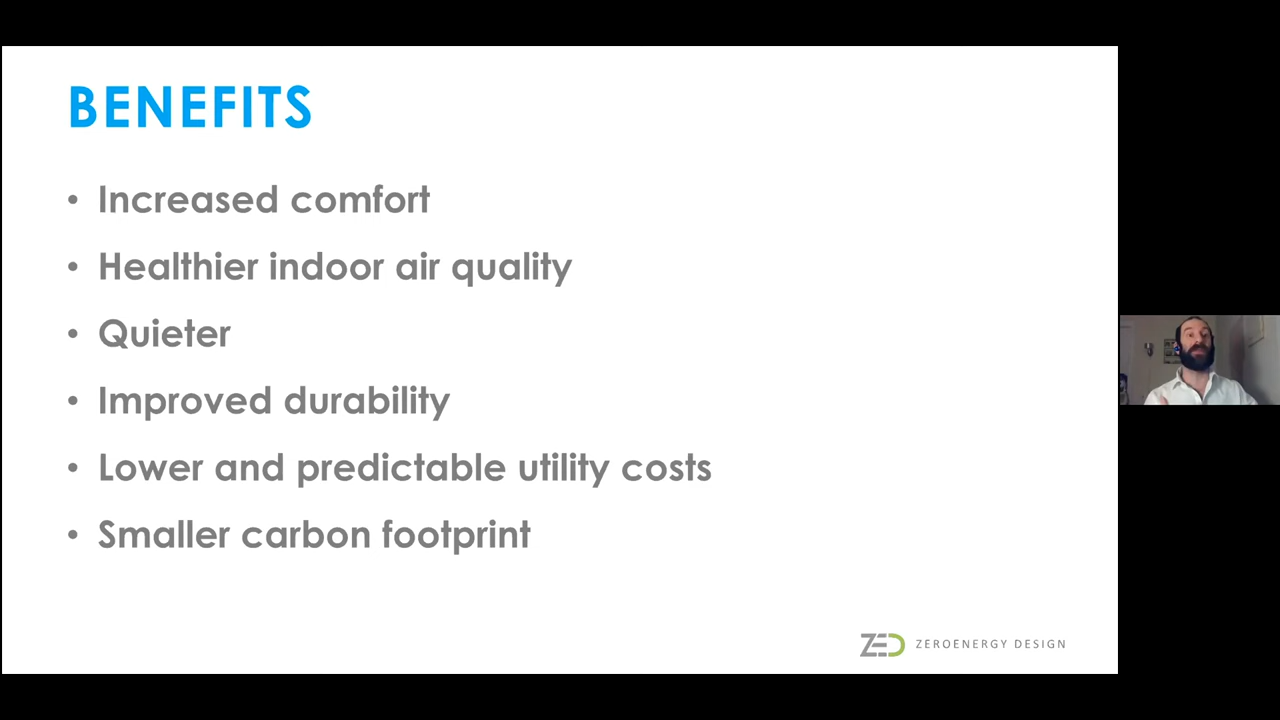 BENEFITS
• Increased comfort
• Healthier indoor air quality
• Quieter
• Improved durability
• Lower and predictable utility costs
• Smaller carbon footprint
ZED ZEROENERGY DESIGN